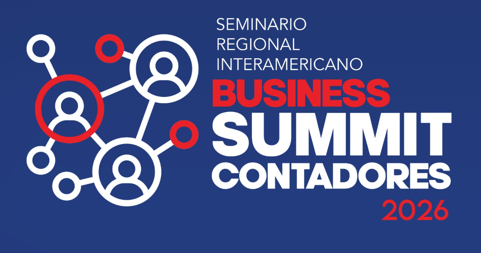 SEMINARIO
REGIONAL
INTERAMERICANO
BUSINESS
SUMMIT
CONTADORES
2026